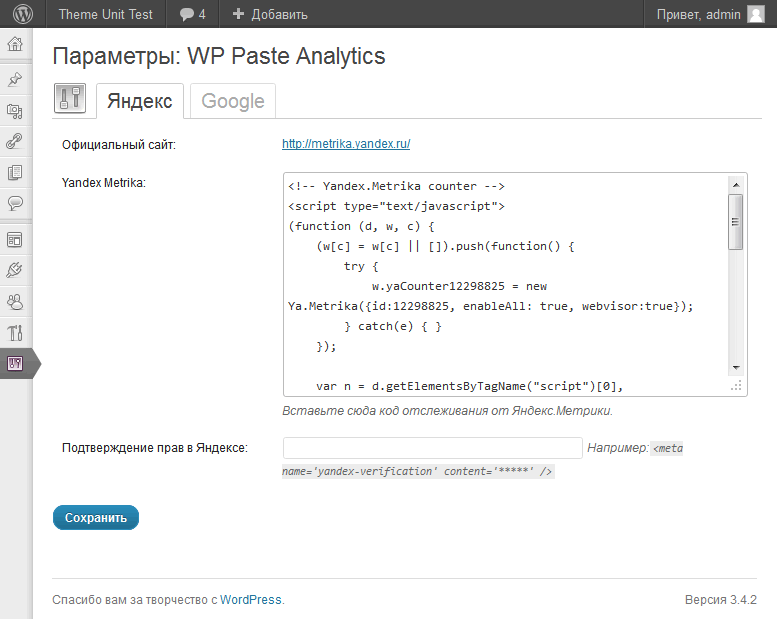 Theme Unit Test 4 + Добавить Привет, admin
Параметры: WP Paste Analytics
Яндекс Google
Официальный сайт: http://metrika.yandex.ru/
Yandex Metrika:
<!-- Yandex.Metrika counter -->
<script type="text/javascript">
(function (d, w, c) {
    (w[c] = w[c] || []).push(function() {
        try {
            w.yaCounter12298825 = new
Ya.Metrika({id:12298825, enableAll: true, webvisor:true});
        } catch(e) { }
    });

    var n = d.getElementsByTagName("script")[0],
Вставьте сюда код отслеживания от Яндекс.Метрики.
Подтверждение прав в Яндексе: Например: <meta
name='yandex-verification' content='*****' />
Сохранить
Спасибо вам за творчество с WordPress. Версия 3.4.2